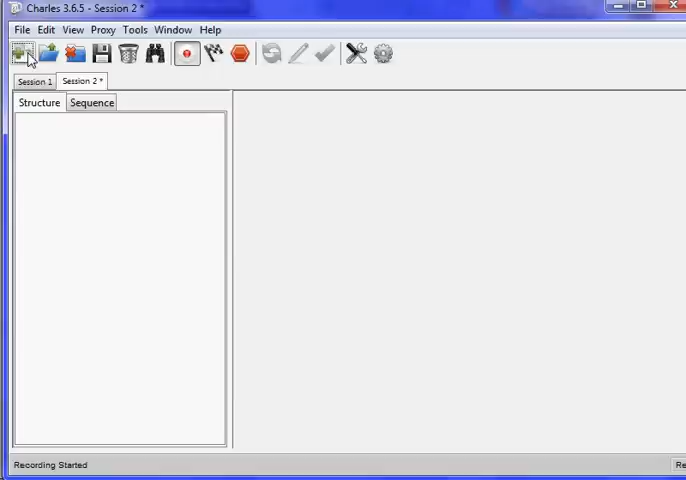 Charles 3.6.5 - Session 2 *
File Edit View Proxy Tools Window Help
Session 1 Session 2 *
Structure Sequence
Recording Started Re